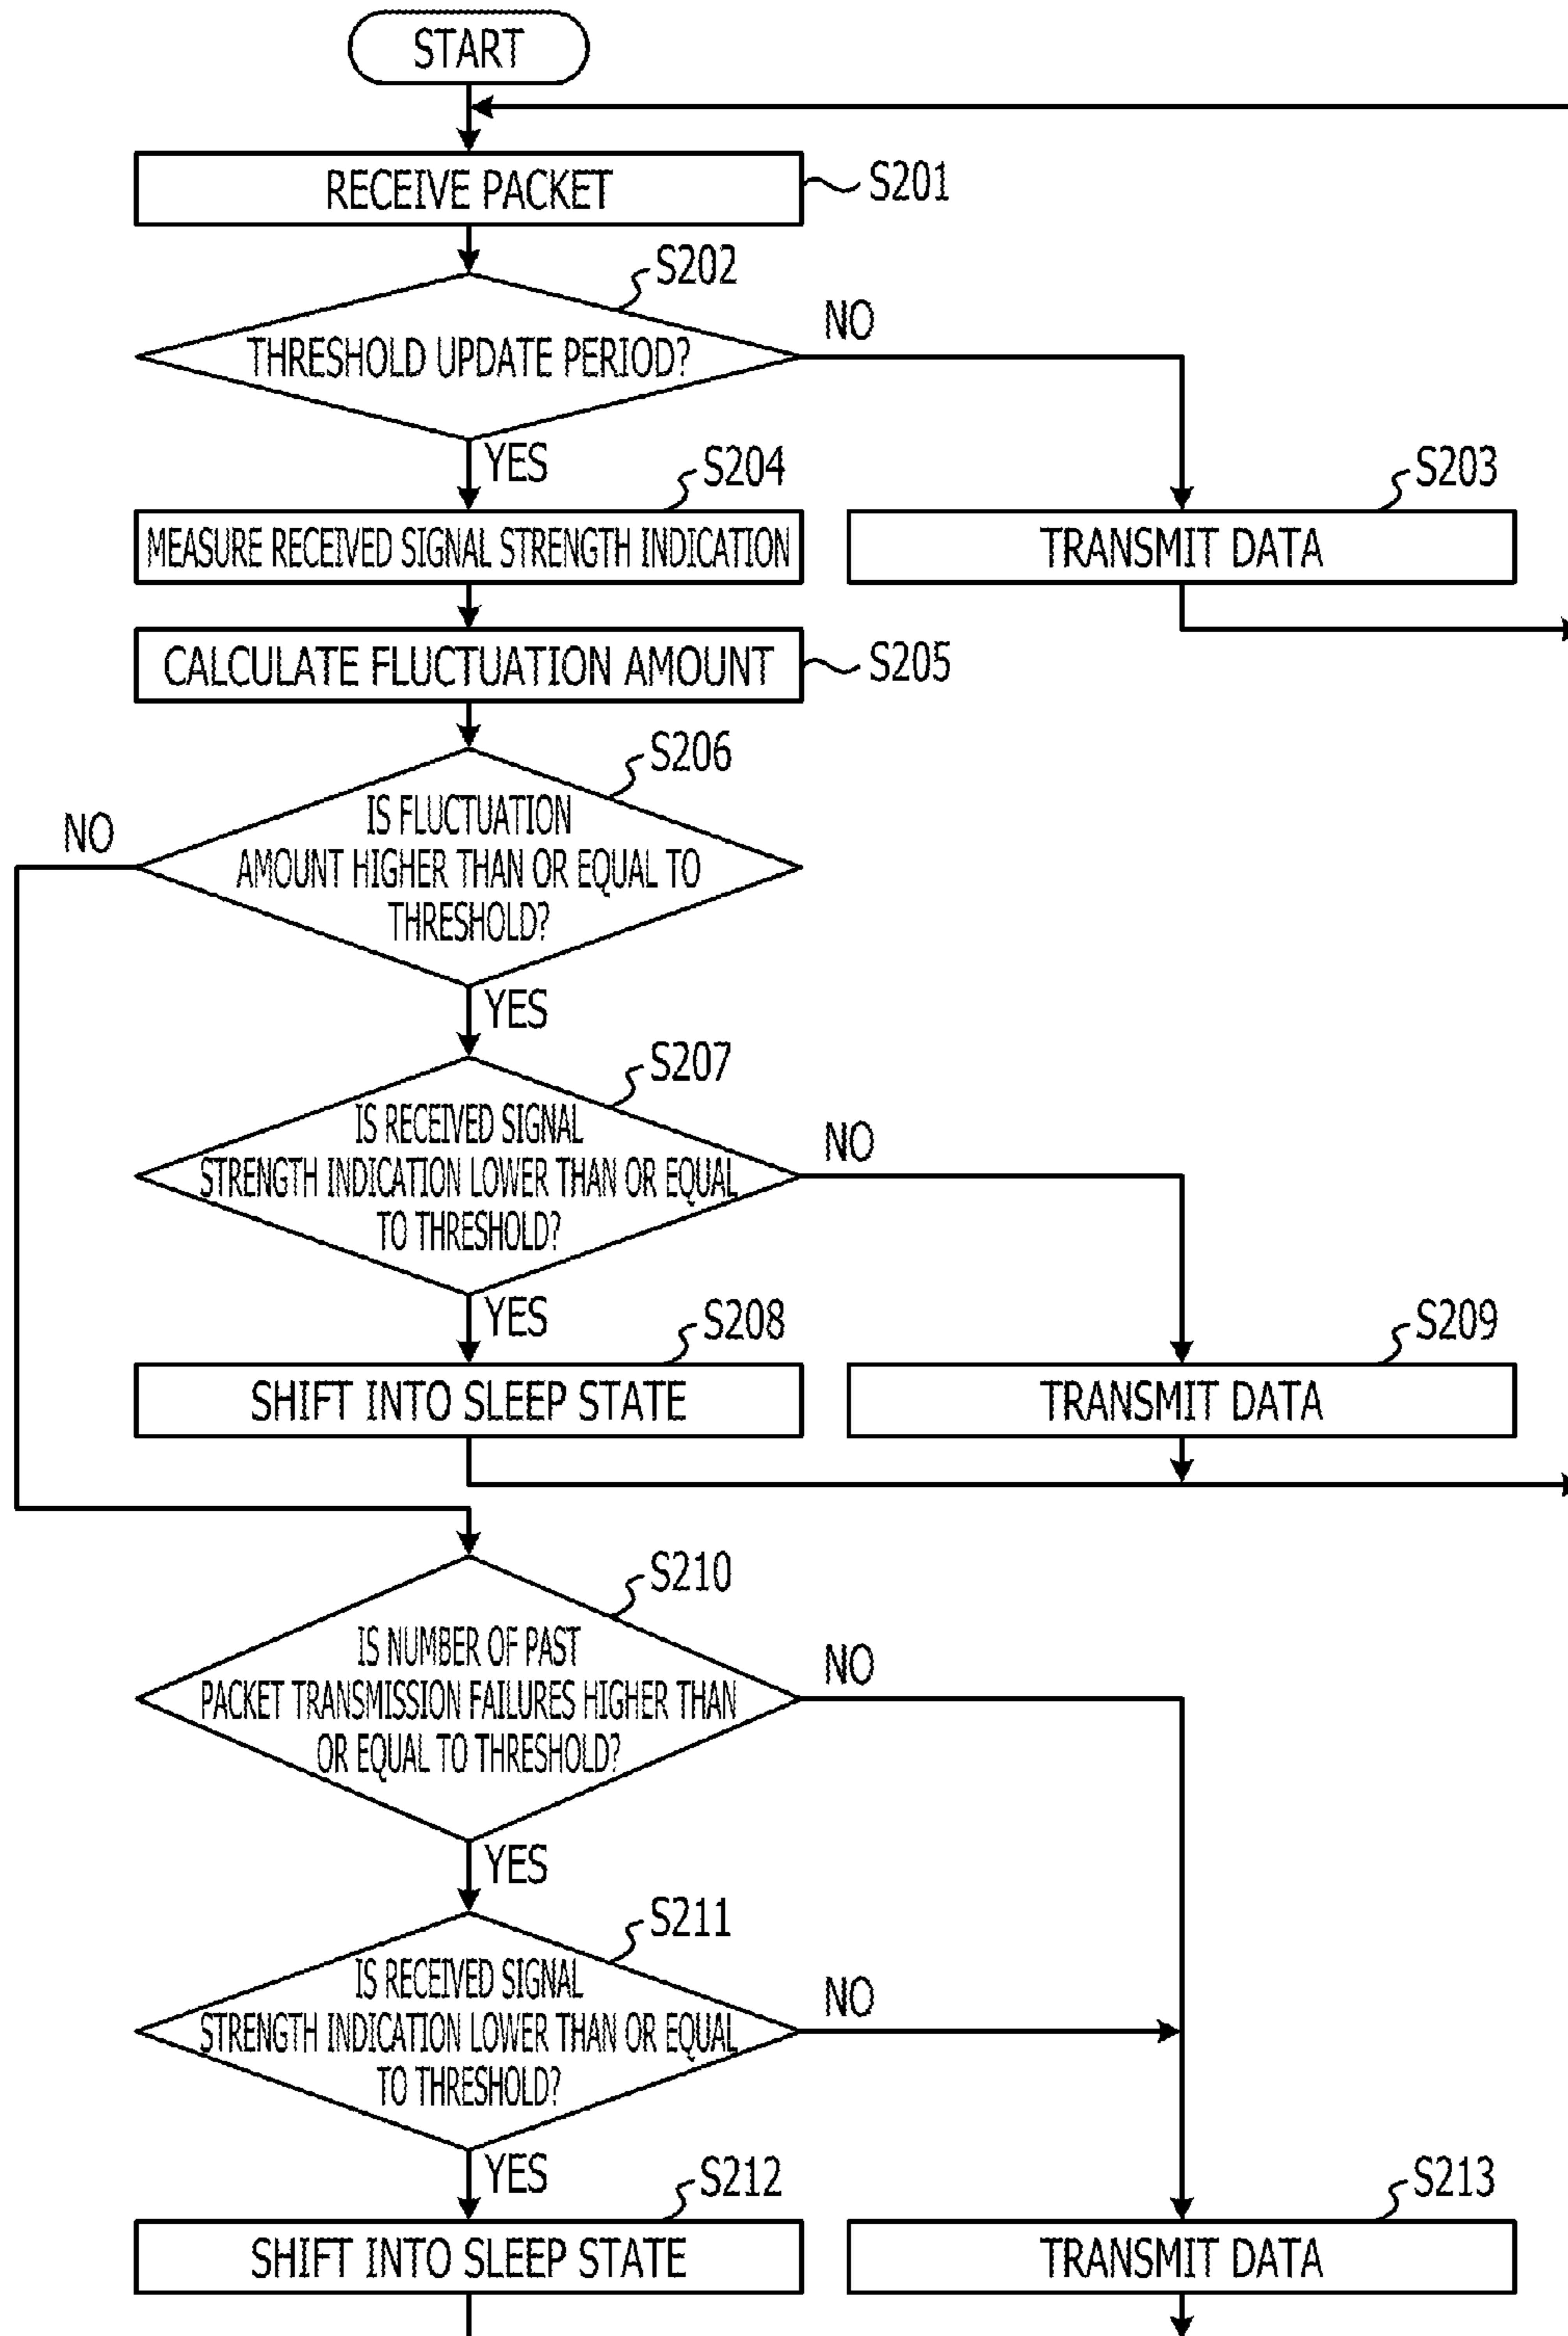 START
RECEIVE PACKET
S201
S202
THRESHOLD UPDATE PERIOD?
NO
YES
S204
MEASURE RECEIVED SIGNAL STRENGTH INDICATION
S203
TRANSMIT DATA
CALCULATE FLUCTUATION AMOUNT
S205
S206
IS FLUCTUATION
AMOUNT HIGHER THAN OR EQUAL TO
THRESHOLD?
NO
YES
S207
IS RECEIVED SIGNAL
STRENGTH INDICATION LOWER THAN OR EQUAL
TO THRESHOLD?
NO
YES
S208
SHIFT INTO SLEEP STATE
S209
TRANSMIT DATA
S210
IS NUMBER OF PAST
PACKET TRANSMISSION FAILURES HIGHER THAN
OR EQUAL TO THRESHOLD?
NO
YES
S211
IS RECEIVED SIGNAL
STRENGTH INDICATION LOWER THAN OR EQUAL
TO THRESHOLD?
NO
YES
S212
SHIFT INTO SLEEP STATE
S213
TRANSMIT DATA